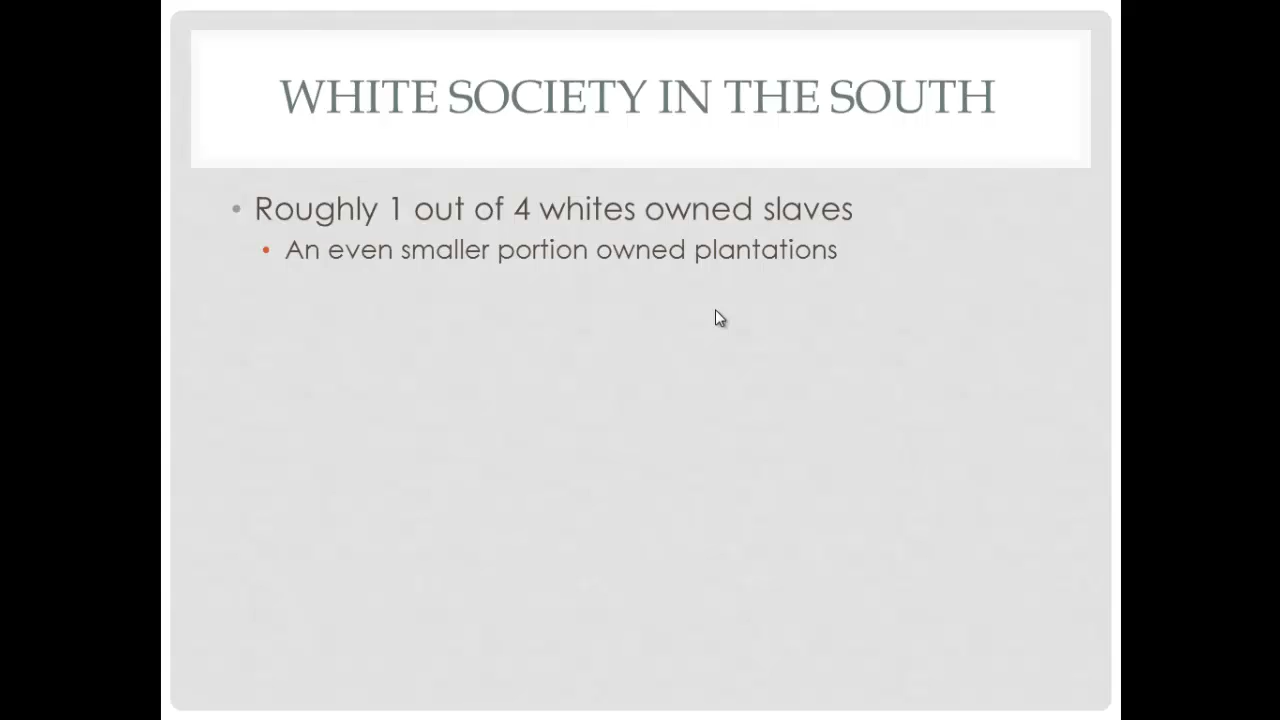 WHITE SOCIETY IN THE SOUTH
• Roughly 1 out of 4 whites owned slaves
• An even smaller portion owned plantations